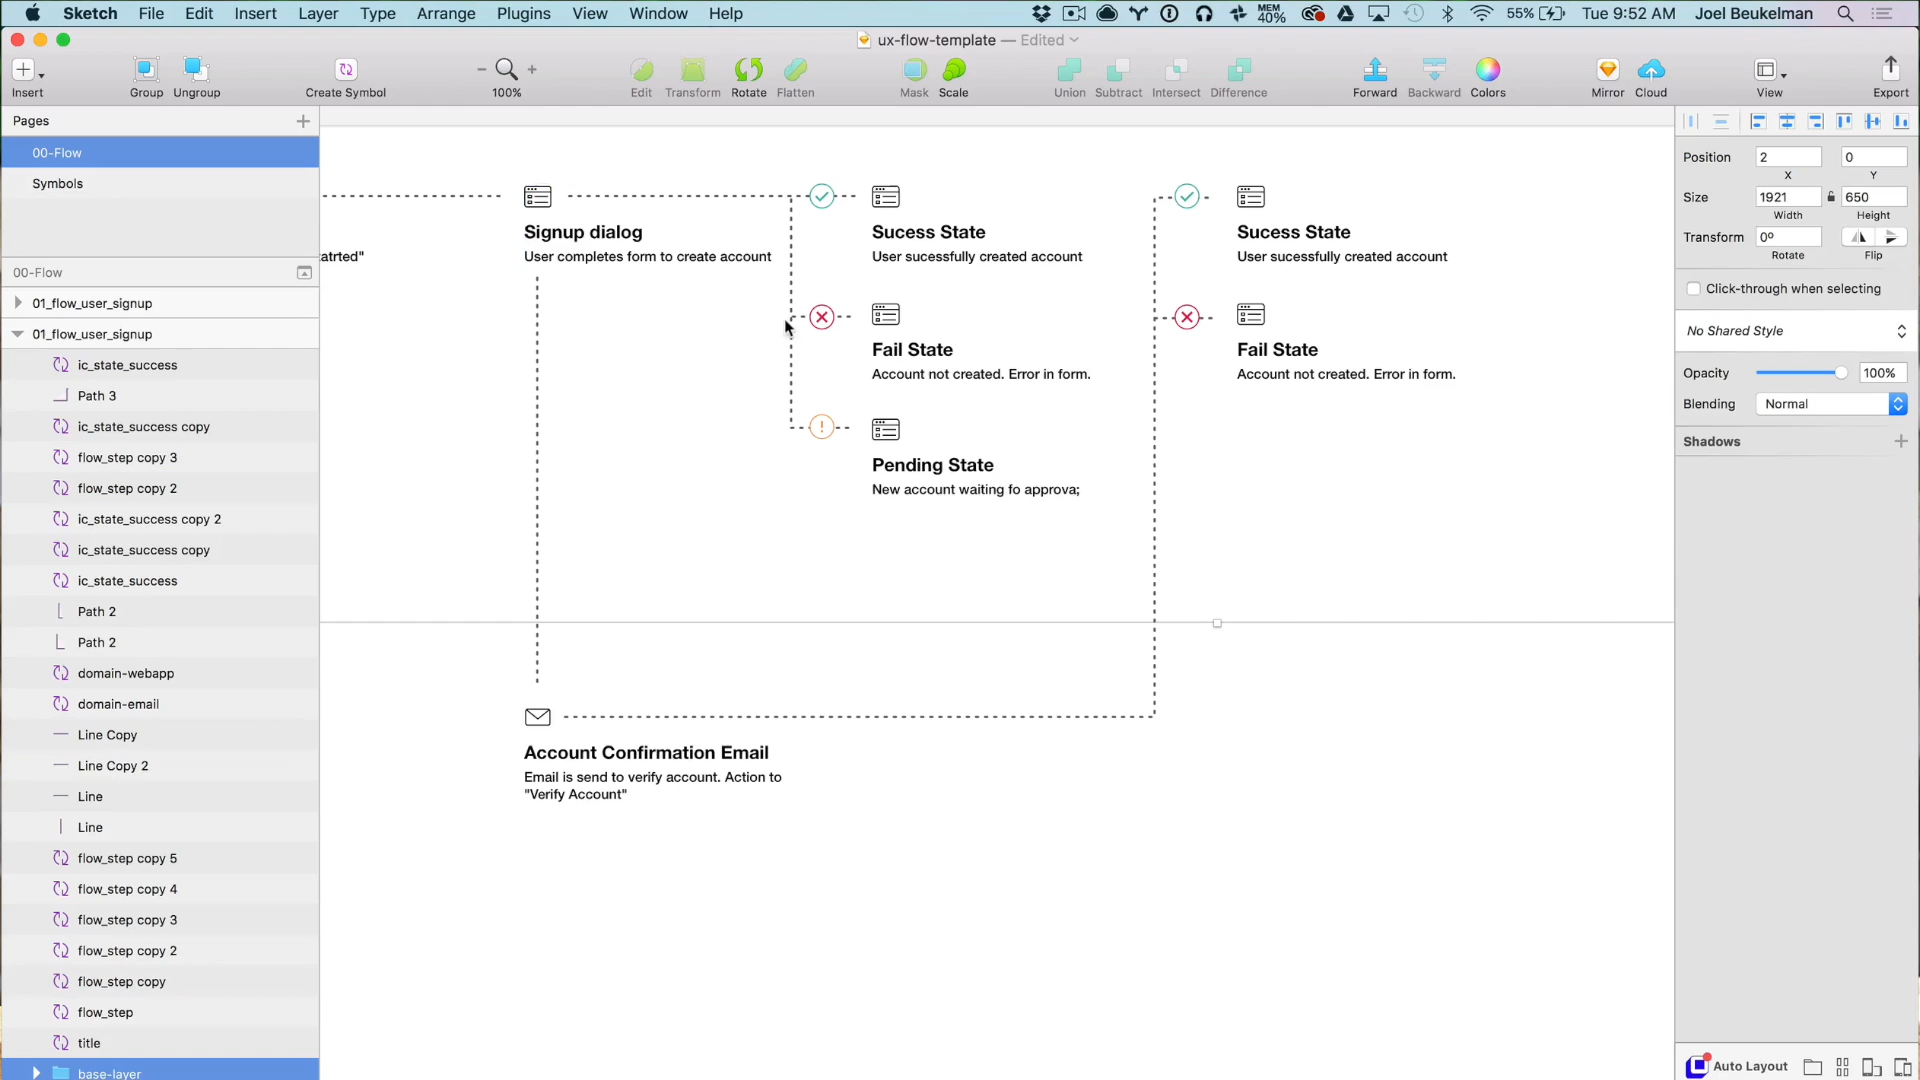 Sketch File Edit Insert Layer Type Arrange Plugins View Window Help MEM 40% 55% Tue 9:52 AM Joel Beukelman
ux-flow-template — Edited
Insert Group Ungroup Create Symbol 100% Edit Transform Rotate Flatten Mask Scale Union Subtract Intersect Difference Forward Backward Colors Mirror Cloud View Export
Pages
00-Flow
Symbols
00-Flow
01_flow_user_signup
01_flow_user_signup
ic_state_success
Path 3
ic_state_success copy
flow_step copy 3
flow_step copy 2
ic_state_success copy 2
ic_state_success copy
ic_state_success
Path 2
Path 2
domain-webapp
domain-email
Line Copy
Line Copy 2
Line
Line
flow_step copy 5
flow_step copy 4
flow_step copy 3
flow_step copy 2
flow_step copy
flow_step
title
base-layer
atrted"
Signup dialog
User completes form to create account
Sucess State
User sucessfully created account
Fail State
Account not created. Error in form.
Pending State
New account waiting fo approva;
Sucess State
User sucessfully created account
Fail State
Account not created. Error in form.
Account Confirmation Email
Email is send to verify account. Action to
"Verify Account"
Position 2 0
X Y
Size 1921 650
Width Height
Transform 0º
Rotate Flip
Click-through when selecting
No Shared Style
Opacity 100%
Blending Normal
Shadows
Auto Layout